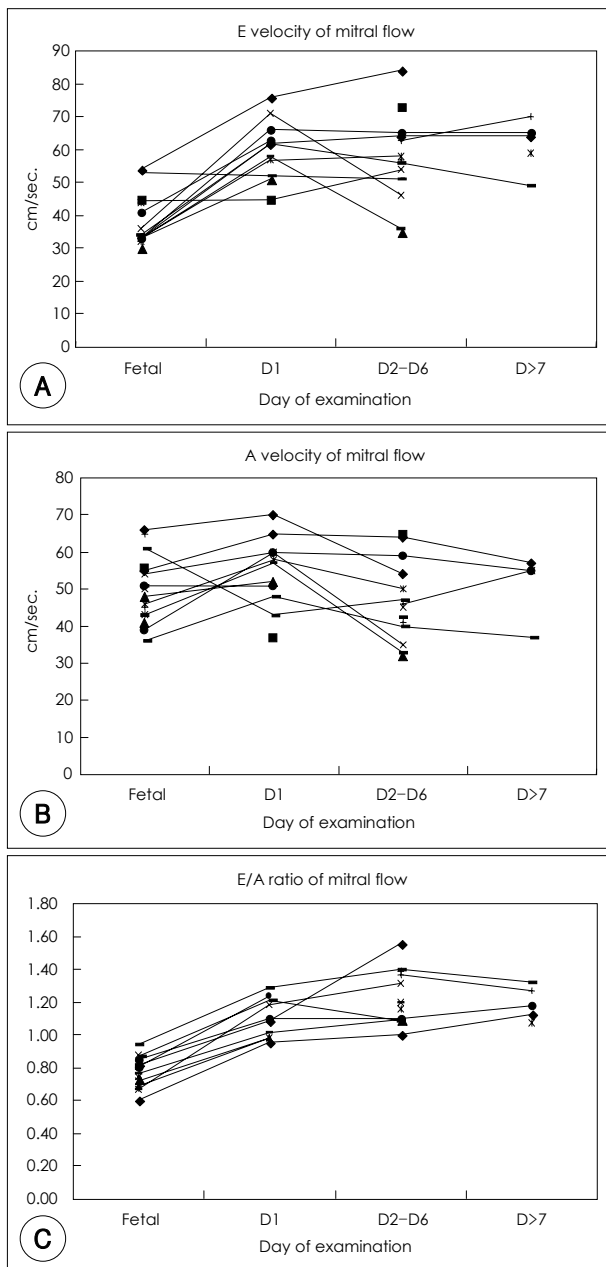 E velocity of mitral flow
90
80
70
60
50
40
30
20
10
0
cm/sec.
Fetal D1 D2–D6 D>7
Day of examination
A
A velocity of mitral flow
80
70
60
50
40
30
20
10
0
cm/sec.
Fetal D1 D2–D6 D>7
Day of examination
B
E/A ratio of mitral flow
1.80
1.60
1.40
1.20
1.00
0.80
0.60
0.40
0.20
0.00
Fetal D1 D2–D6 D>7
Day of examination
C